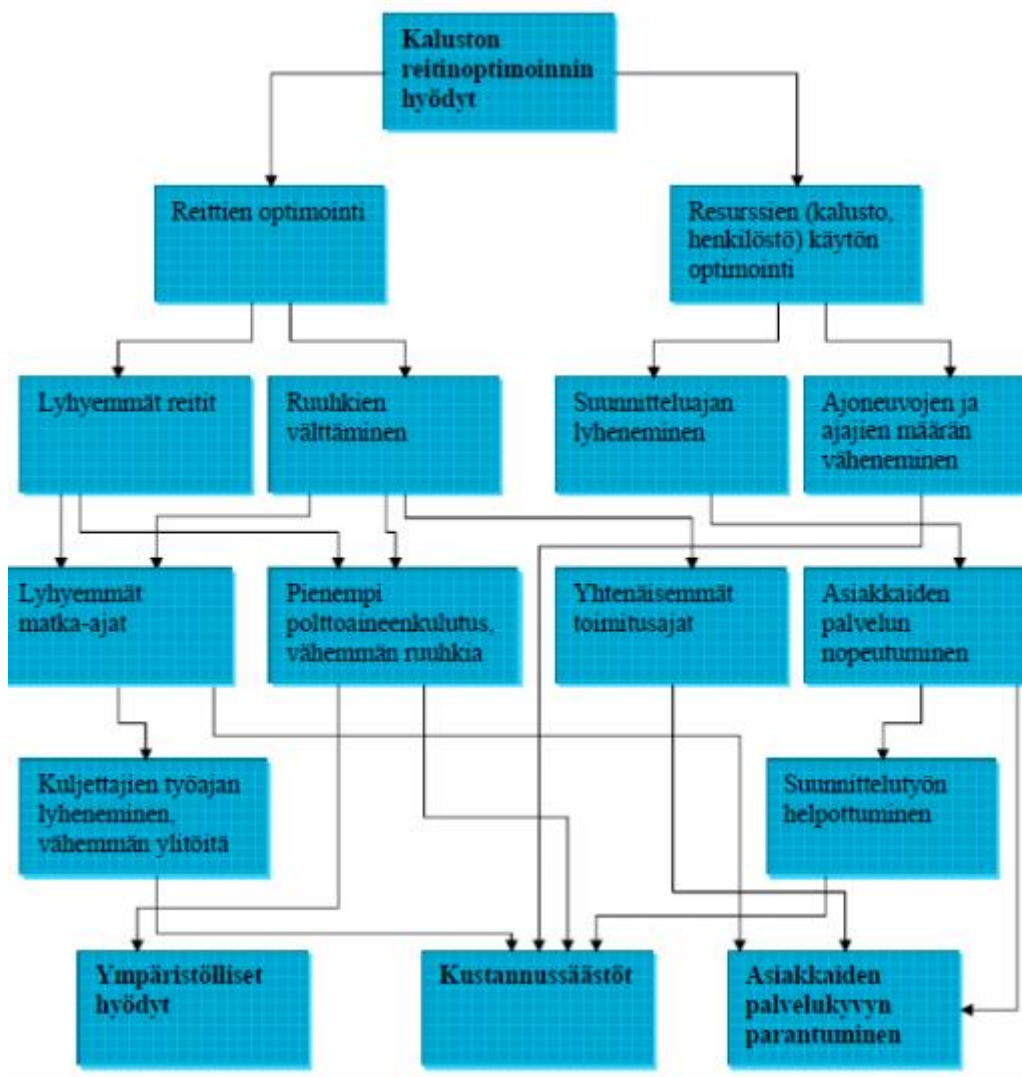 Kaluston
reitinoptimoinnin
hyödyt
Reittien optimointi
Resurssien (kalusto,
henkilöstö) käytön
optimointi
Lyhyemmät reitit
Ruuhkien
välttäminen
Suunnitteluajan
lyheneminen
Ajoneuvojen ja
ajajien määrän
väheneminen
Lyhyemmät
matka-ajat
Pienempi
polttoaineenkulutus,
vähemmän ruuhkia
Yhtenäisemmät
toimitusajat
Asiakkaiden
palvelun
nopeutuminen
Kuljettajien työajan
lyheneminen,
vähemmän ylitöitä
Suunnittelutyön
helpottuminen
Ympäristölliset
hyödyt
Kustannussäästöt
Asiakkaiden
palvelukyvyn
parantuminen